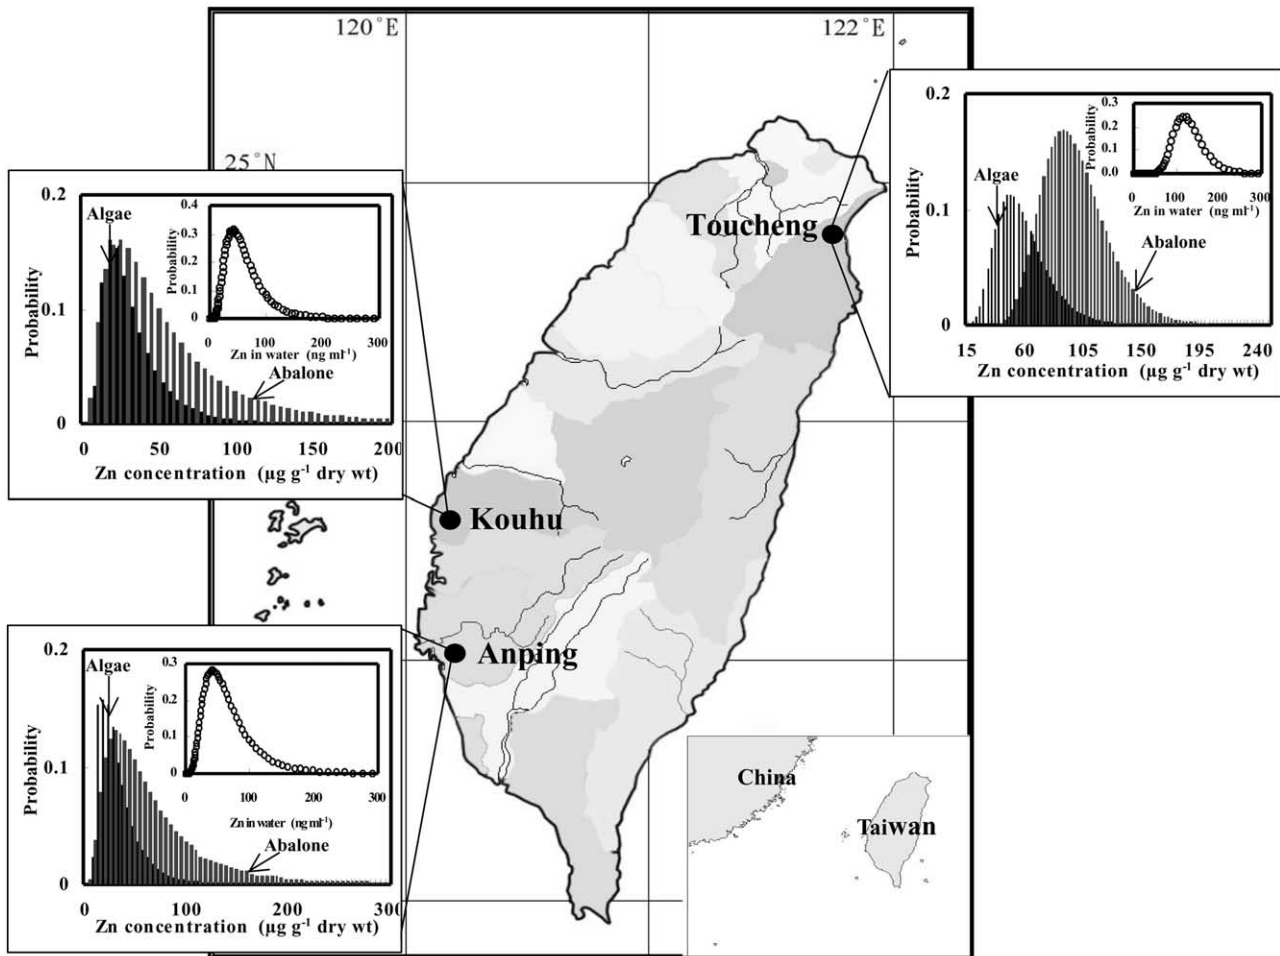 120°E
122°E
25°N
0.2
0.1
0
Probability
Algae
Abalone
0 50 100 150 200
Zn concentration (µg g-1 dry wt)
0.4
0.3
0.2
0.1
0
Probability
0 100 200 300
Zn in water (ng ml-1)
0.2
0.1
0
Probability
Algae
Abalone
15 60 105 150 195 240
Zn concentration (µg g-1 dry wt)
0.3
0.2
0.1
0.0
Probability
0 100 200 300
Zn in water (ng ml-1)
Toucheng
Kouhu
Anping
0.2
0.1
0
Probability
Algae
Abalone
0 100 200 300
Zn concentration (µg g-1 dry wt)
0.3
0.2
0.1
0
Probability
0 100 200 300
Zn in water (ng ml-1)
China
Taiwan